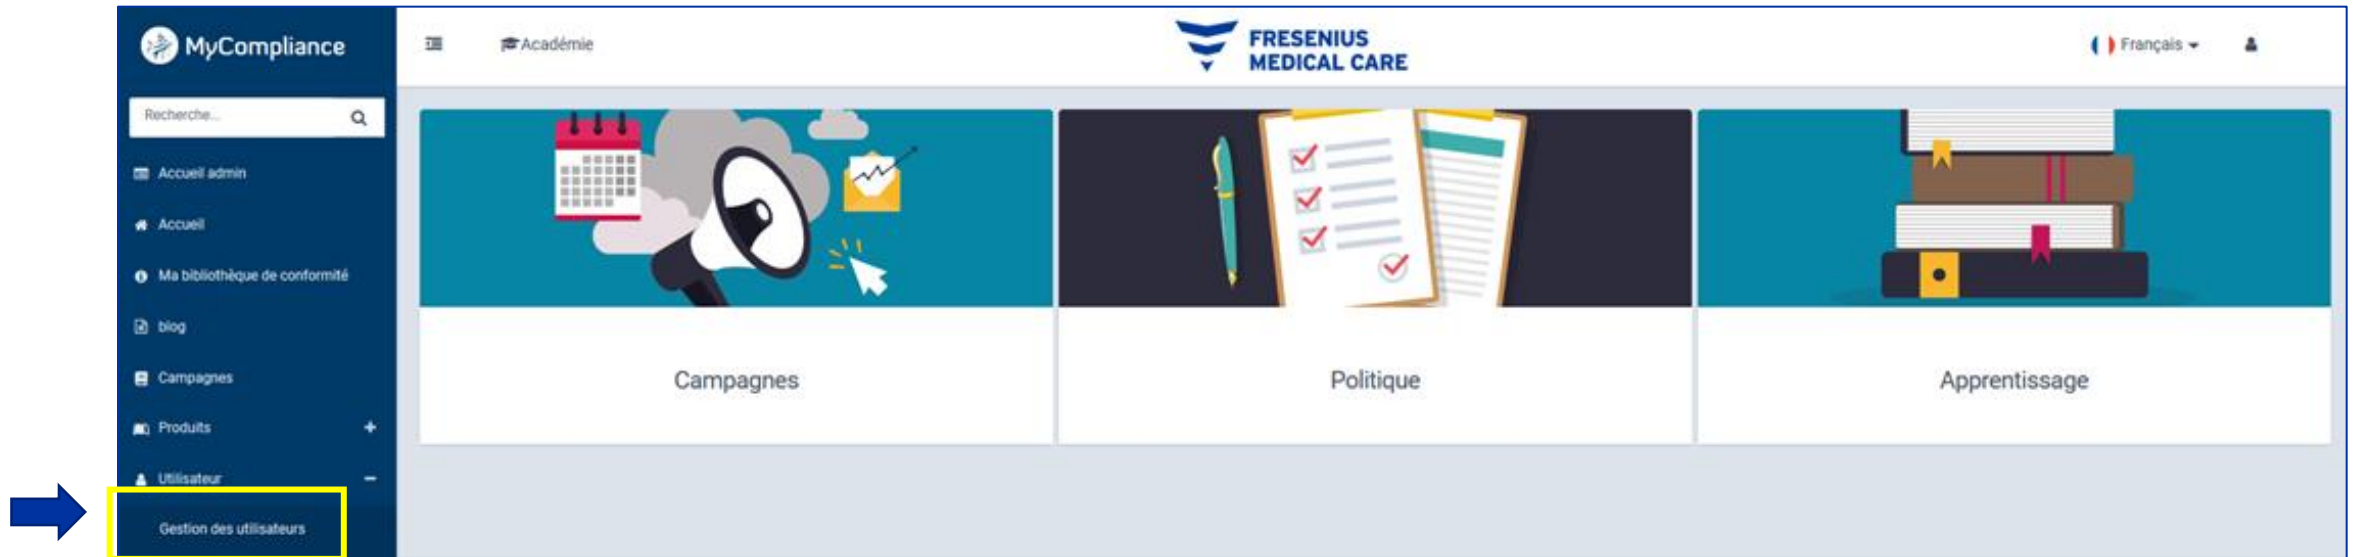 MyCompliance
Académie
FRESENIUS
MEDICAL CARE
Français
Recherche...
Accueil admin
Accueil
Ma bibliothèque de conformité
blog
Campagnes
Produits +
Utilisateur −
Gestion des utilisateurs
Campagnes
Politique
Apprentissage